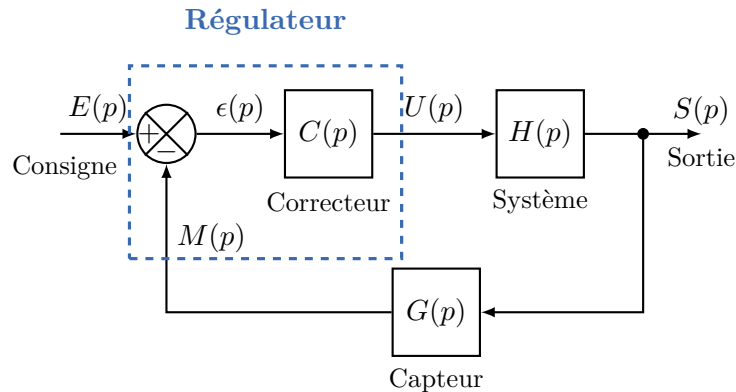 Régulateur
E(p)
+
−
Consigne
ϵ(p)
C(p)
Correcteur
U(p)
H(p)
Système
S(p)
Sortie
M(p)
G(p)
Capteur